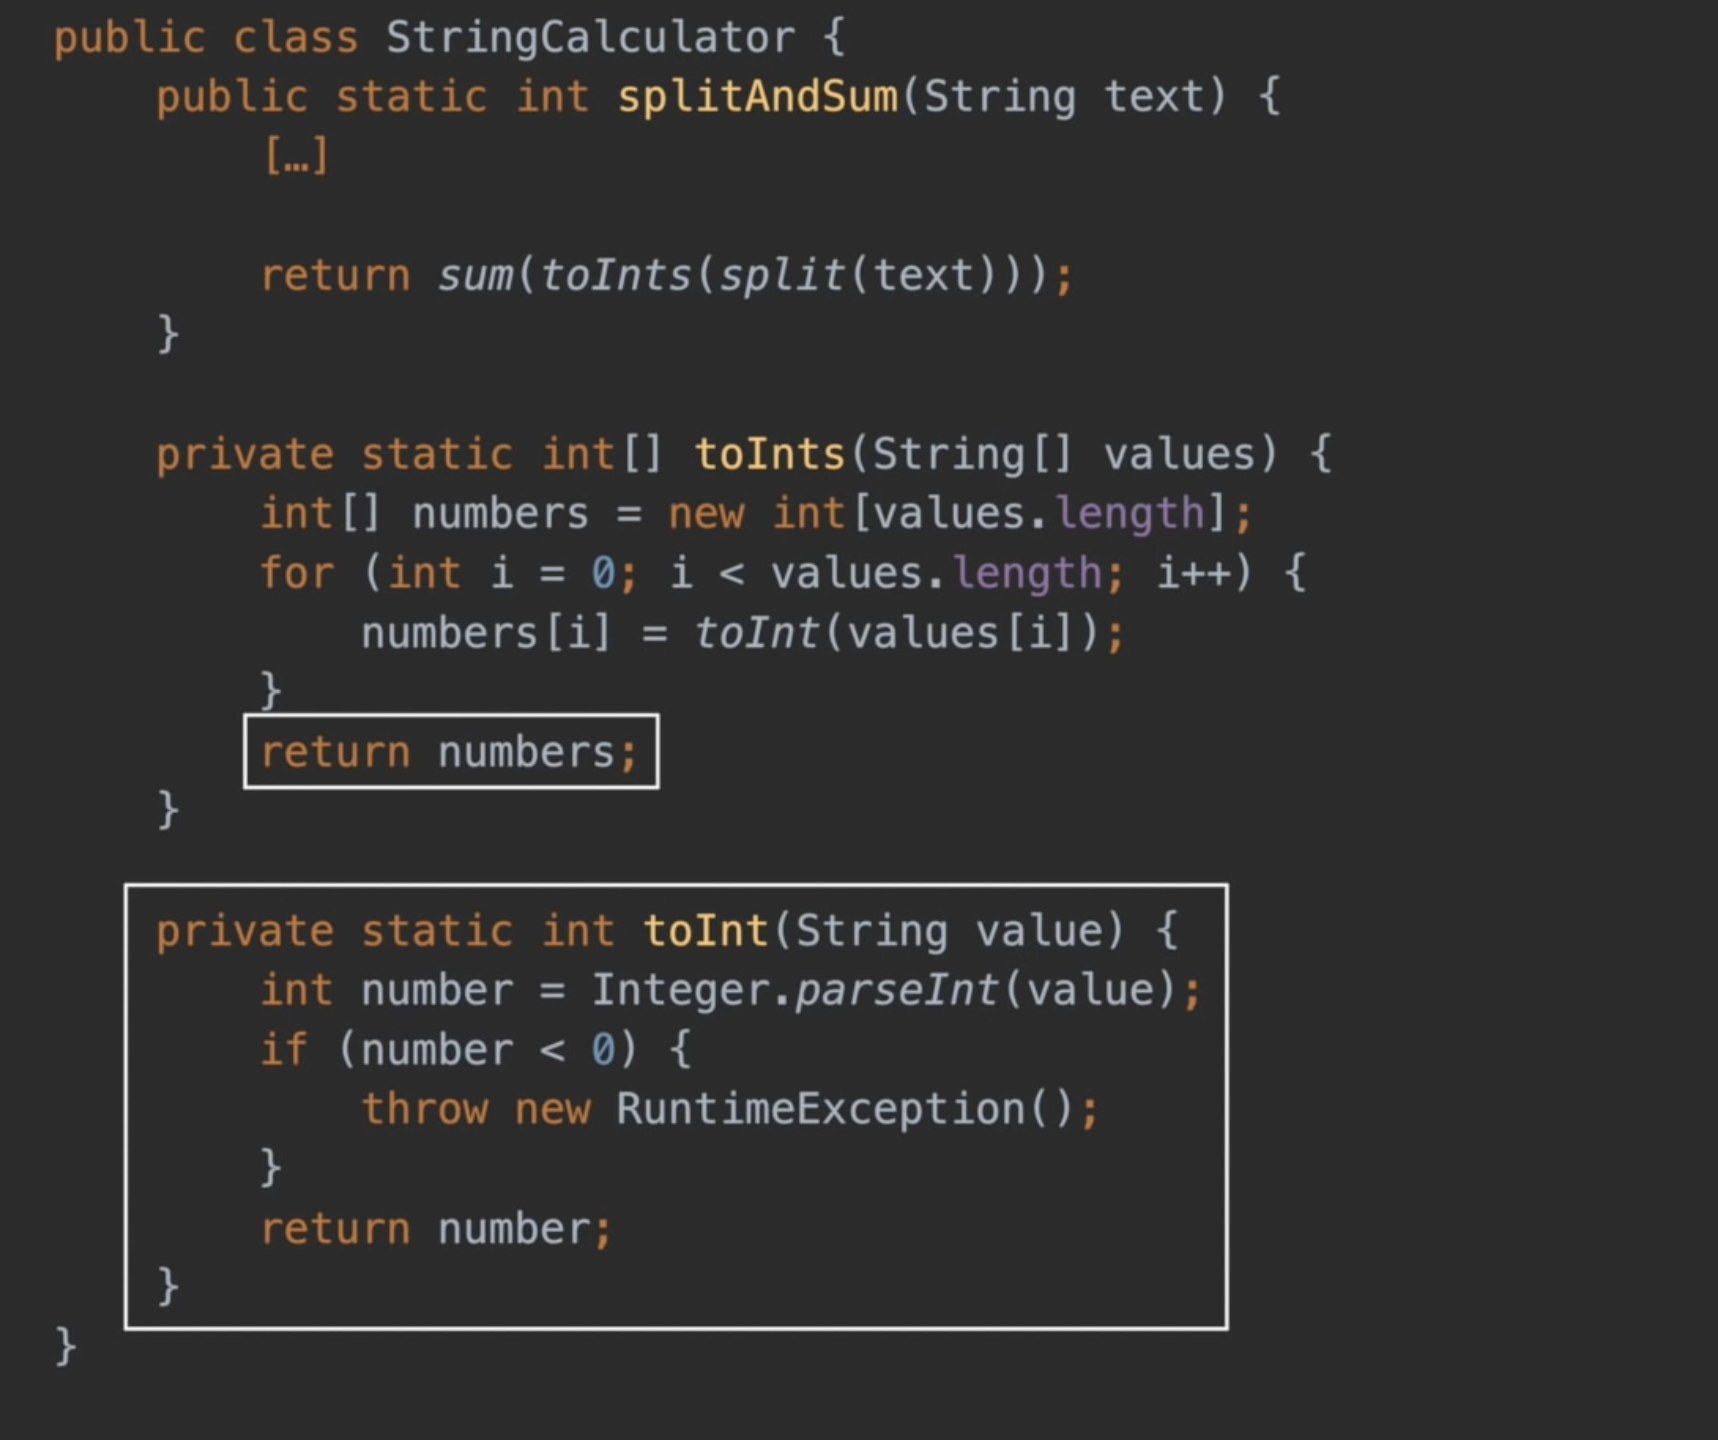 public class StringCalculator {
public static int splitAndSum(String text) {
[…]
return sum(toInts(split(text)));
}
private static int[] toInts(String[] values) {
int[] numbers = new int[values.length];
for (int i = 0; i < values.length; i++) {
numbers[i] = toInt(values[i]);
}
return numbers;
}
private static int toInt(String value) {
int number = Integer.parseInt(value);
if (number < 0) {
throw new RuntimeException();
}
return number;
}
}